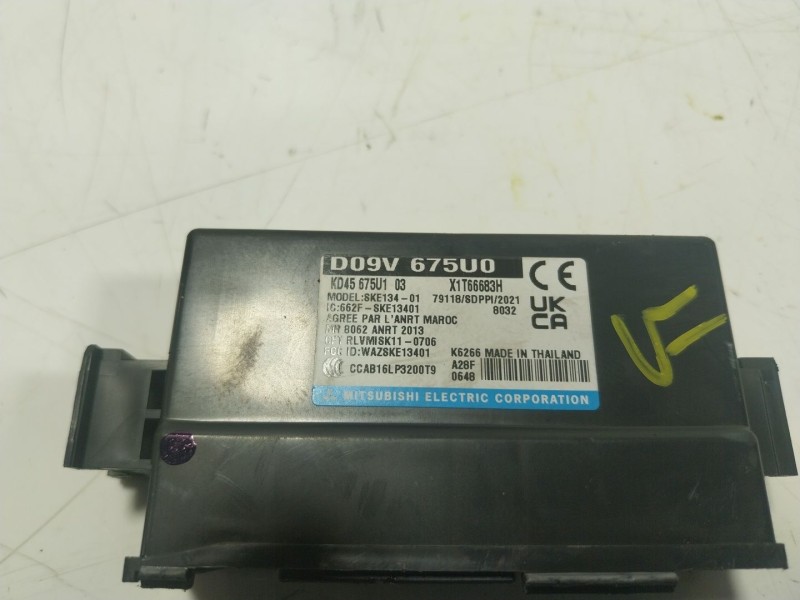 D09V 675U0
KD45 675U1 03 X1T66683H
MODEL:SKE134-01 79118/SDPPI/2021
IC:662F-SKE13401 8032
AGREE PAR L'ANRT MAROC
MR 8062 ANRT 2013
RLVMISK11-0706
ID:WAZSKE13401 K6266 MADE IN THAILAND
CCC CCAB16LP3200T9 A28F
0648
MITSUBISHI ELECTRIC CORPORATION
CE
UK
CA